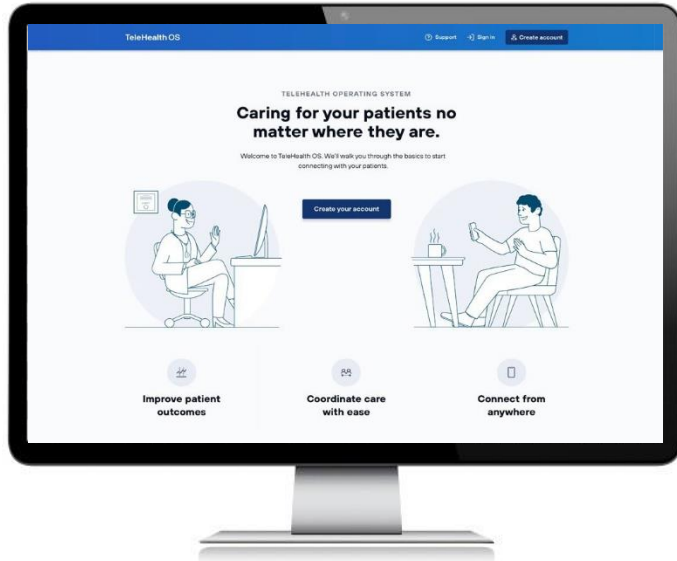 TeleHealth OS
Support
Sign in
Create account
TELEHEALTH OPERATING SYSTEM
Caring for your patients no
matter where they are.
Welcome to TeleHealth OS. We'll walk you through the basics to start
connecting with your patients.
Create your account
Improve patient
outcomes
Coordinate care
with ease
Connect from
anywhere